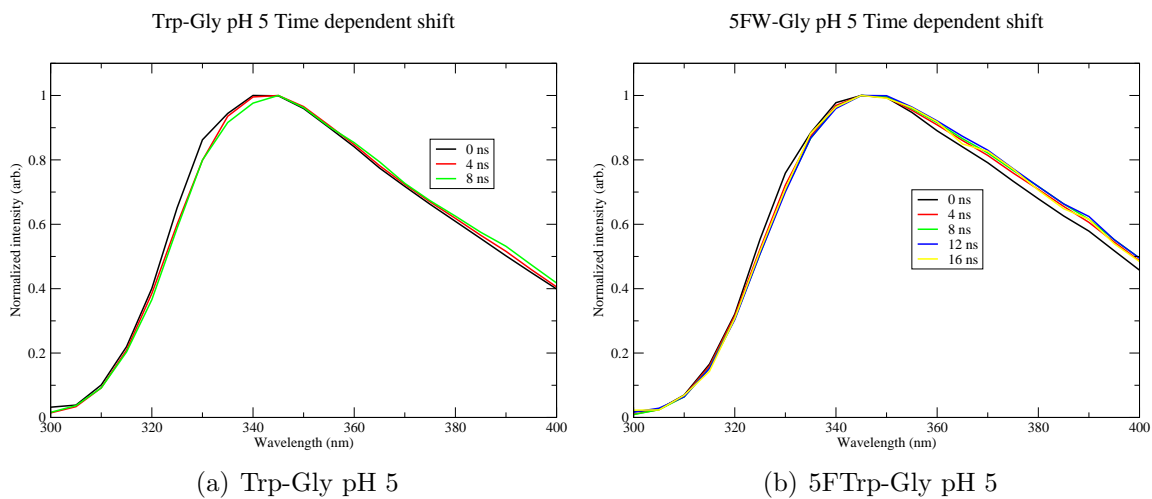 Trp-Gly pH 5 Time dependent shift
1
0.8
0.6
0.4
0.2
0
300
320
340
360
380
400
Normalized intensity (arb.)
Wavelength (nm)
0 ns
4 ns
8 ns
(a) Trp-Gly pH 5
5FW-Gly pH 5 Time dependent shift
1
0.8
0.6
0.4
0.2
0
300
320
340
360
380
400
Normalized intensity (arb.)
Wavelength (nm)
0 ns
4 ns
8 ns
12 ns
16 ns
(b) 5FTrp-Gly pH 5